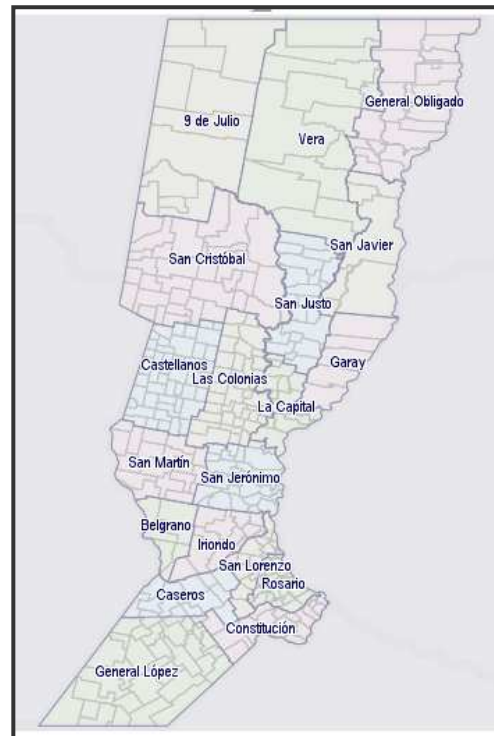 General Obligado
9 de Julio
Vera
San Javier
San Cristóbal
San Justo
Castellanos
Garay
Las Colonias
La Capital
San Martín
San Jerónimo
Belgrano
Iriondo
San Lorenzo
Rosario
Caseros
Constitución
General López